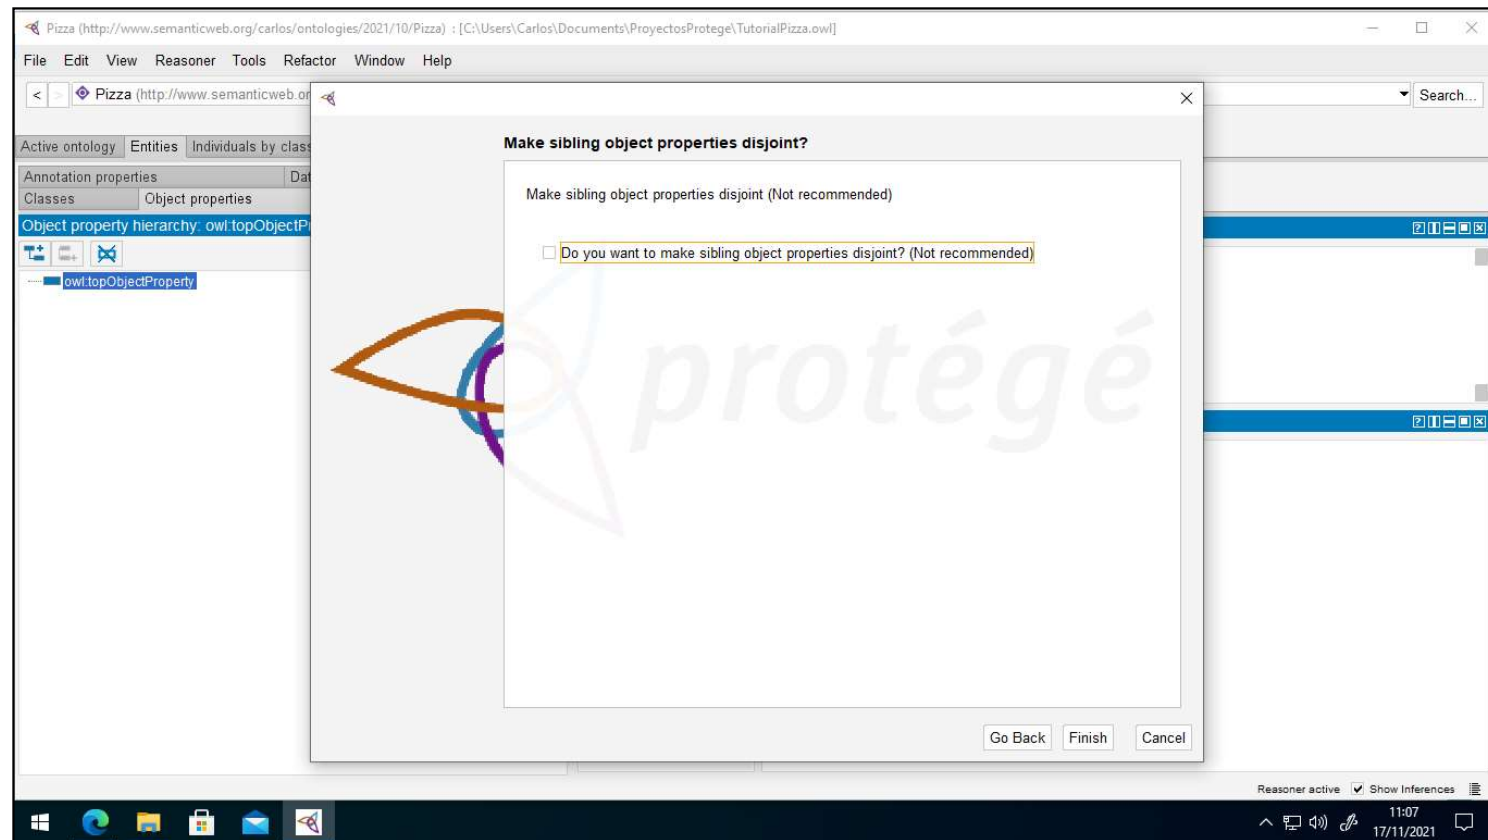 Pizza (http://www.semanticweb.org/carlos/ontologies/2021/10/Pizza) : [C:\Users\Carlos\Documents\ProyectosProtege\TutorialPizza.owl]
File Edit View Reasoner Tools Refactor Window Help
< > Pizza (http://www.semanticweb.or Search...
Active ontology Entities Individuals by class
Annotation properties Dat
Classes Object properties
Object property hierarchy: owl:topObjectPr
owl:topObjectProperty
Make sibling object properties disjoint?
Make sibling object properties disjoint (Not recommended)
Do you want to make sibling object properties disjoint? (Not recommended)
protégé
Go Back Finish Cancel
Reasoner active Show Inferences
11:07
17/11/2021